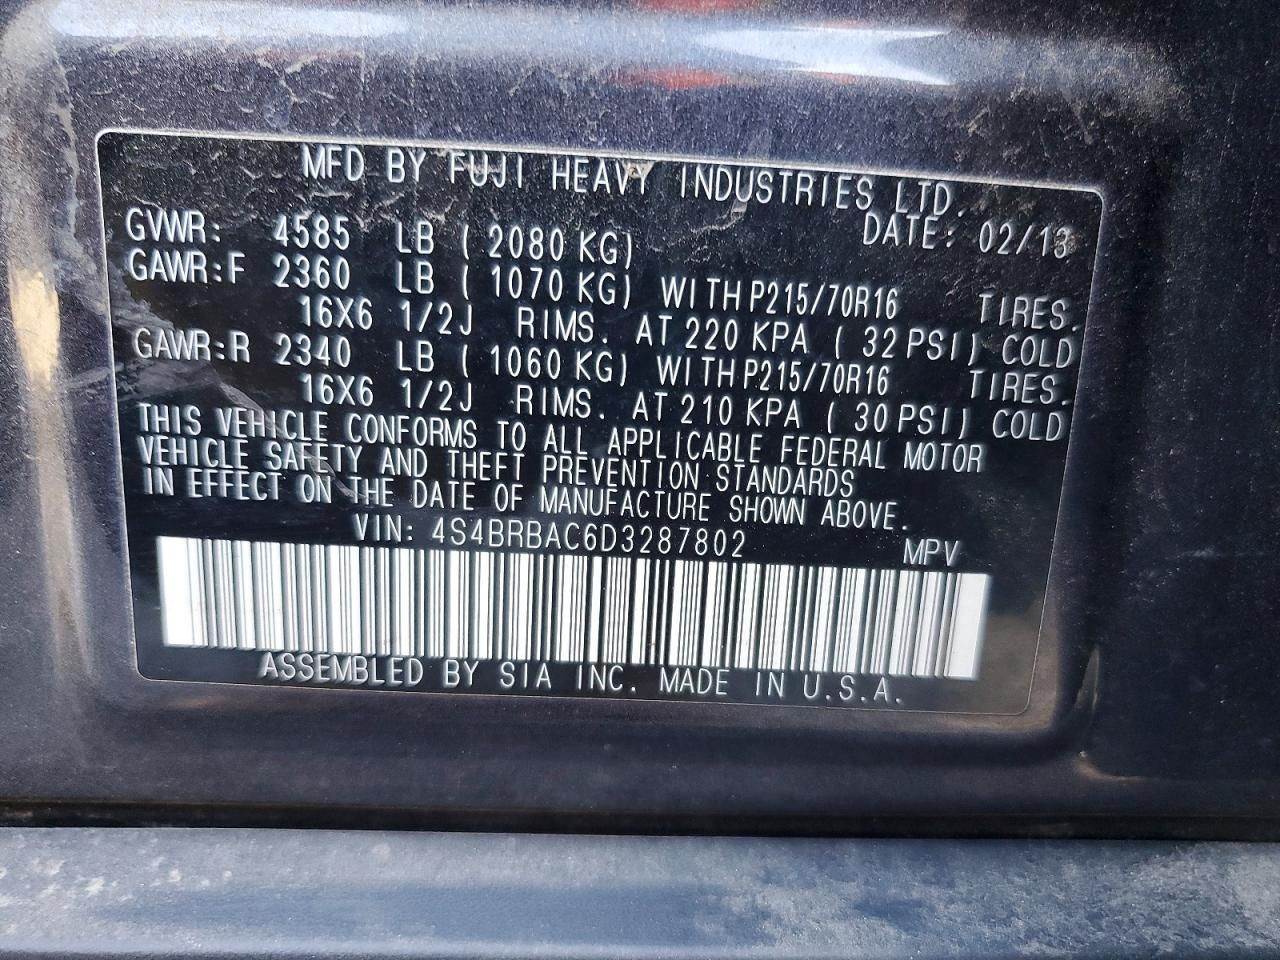 MFD BY FUJI HEAVY INDUSTRIES LTD.
DATE: 02/13
GVWR: 4585 LB ( 2080 KG)
GAWR:F 2360 LB ( 1070 KG) WITH P215/70R16 TIRES.
16X6 1/2J RIMS. AT 220 KPA ( 32 PSI) COLD
GAWR:R 2340 LB ( 1060 KG) WITH P215/70R16 TIRES.
16X6 1/2J RIMS. AT 210 KPA ( 30 PSI) COLD
THIS VEHICLE CONFORMS TO ALL APPLICABLE FEDERAL MOTOR
VEHICLE SAFETY AND THEFT PREVENTION STANDARDS
IN EFFECT ON THE DATE OF MANUFACTURE SHOWN ABOVE.
VIN: 4S4BRBAC6D3287802 MPV
ASSEMBLED BY SIA INC. MADE IN U.S.A.